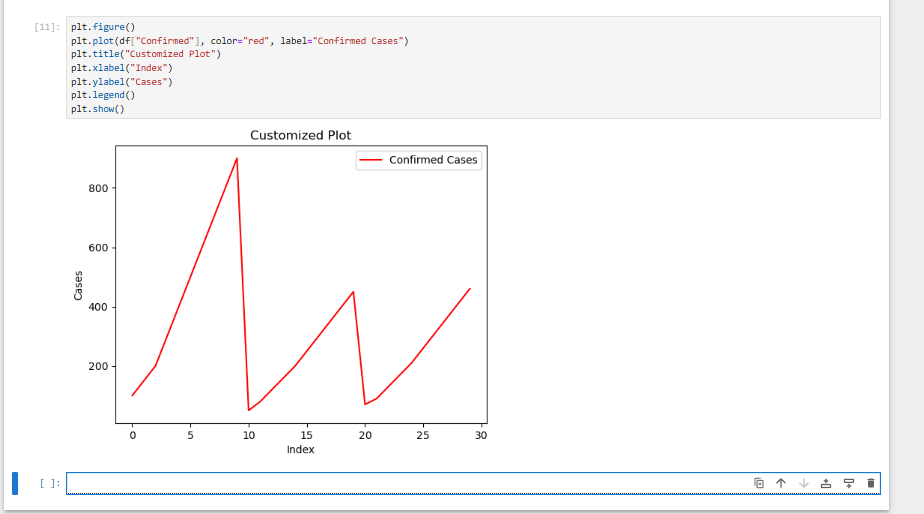 [11]: plt.figure()
plt.plot(df["Confirmed"], color="red", label="Confirmed Cases")
plt.title("Customized Plot")
plt.xlabel("Index")
plt.ylabel("Cases")
plt.legend()
plt.show()
Customized Plot
Confirmed Cases
800
600
400
200
Cases
0 5 10 15 20 25 30
Index
[ ]: